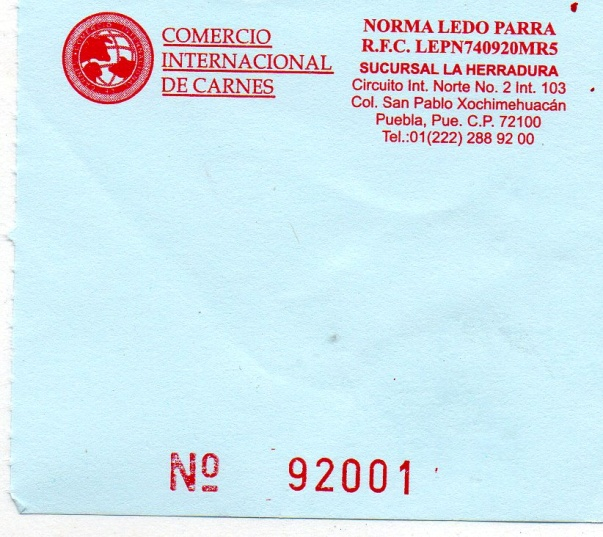 COMERCIO
INTERNACIONAL
DE CARNES
NORMA LEDO PARRA
R.F.C. LEPN740920MR5
SUCURSAL LA HERRADURA
Circuito Int. Norte No. 2 Int. 103
Col. San Pablo Xochimehuacán
Puebla, Pue. C.P. 72100
Tel.:01(222) 288 92 00
Nº 92001